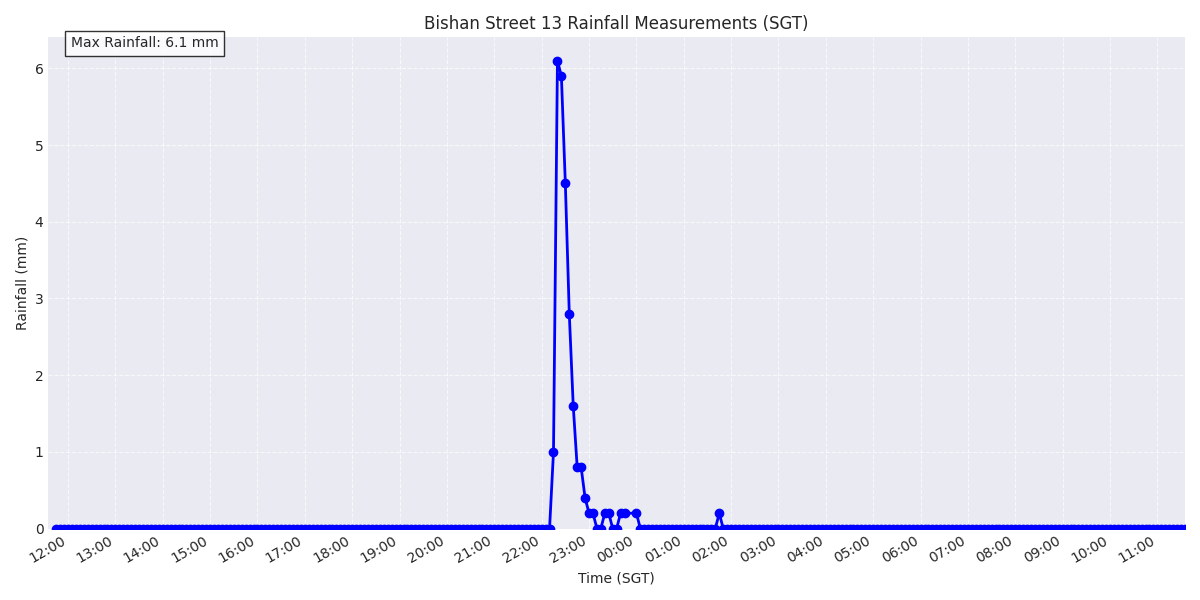 Bishan Street 13 Rainfall Measurements (SGT)
Max Rainfall: 6.1 mm
Rainfall (mm)
6
5
4
3
2
1
0
12:00 13:00 14:00 15:00 16:00 17:00 18:00 19:00 20:00 21:00 22:00 23:00 00:00 01:00 02:00 03:00 04:00 05:00 06:00 07:00 08:00 09:00 10:00 11:00
Time (SGT)